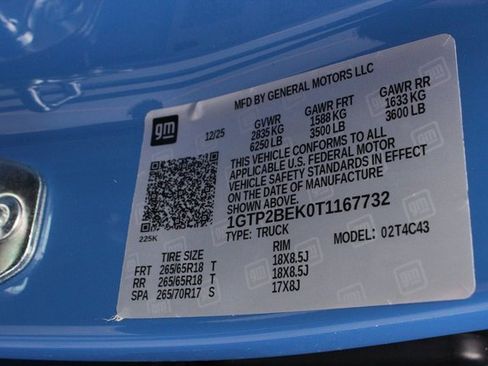 MFD BY GENERAL MOTORS LLC
gm
12/25
GVWR GAWR FRT GAWR RR
2835 KG 1588 KG 1633 KG
6250 LB 3500 LB 3600 LB
THIS VEHICLE CONFORMS TO ALL
APPLICABLE U.S. FEDERAL MOTOR
VEHICLE SAFETY STANDARDS IN EFFECT
ON THE DATE OF MANUFACTURE
SHOWN ABOVE.
1GTP2BEK0T1167732
225K
TYPE: TRUCK MODEL: 02T4C43
TIRE SIZE RIM
FRT 265/65R18 T 18X8.5J
RR 265/65R18 T 18X8.5J
SPA 265/70R17 S 17X8J